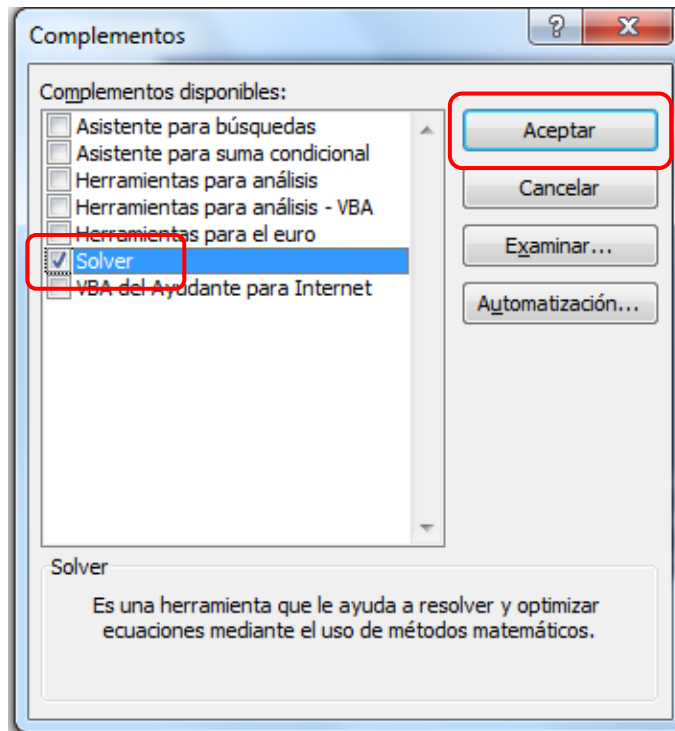 Complementos
Complementos disponibles:
Asistente para búsquedas
Asistente para suma condicional
Herramientas para análisis
Herramientas para análisis - VBA
Herramientas para el euro
Solver
VBA del Ayudante para Internet
Aceptar
Cancelar
Examinar...
Automatización...
Solver
Es una herramienta que le ayuda a resolver y optimizar
ecuaciones mediante el uso de métodos matemáticos.